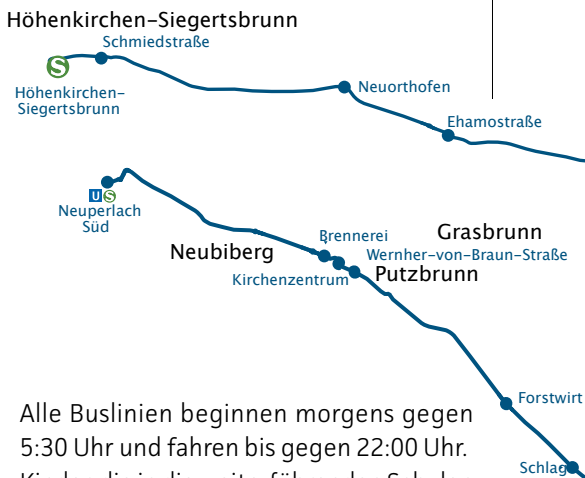 Höhenkirchen-Siegertsbrunn
Schmiedstraße
S
Höhenkirchen-
Siegertsbrunn
Neuorthofen
Ehamostraße
U S
Neuperlach
Süd
Grasbrunn
Brennerei
Neubiberg
Wernher-von-Braun-Straße
Kirchenzentrum
Putzbrunn
Forstwirt
Schlag
Alle Buslinien beginnen morgens gegen
5:30 Uhr und fahren bis gegen 22:00 Uhr.